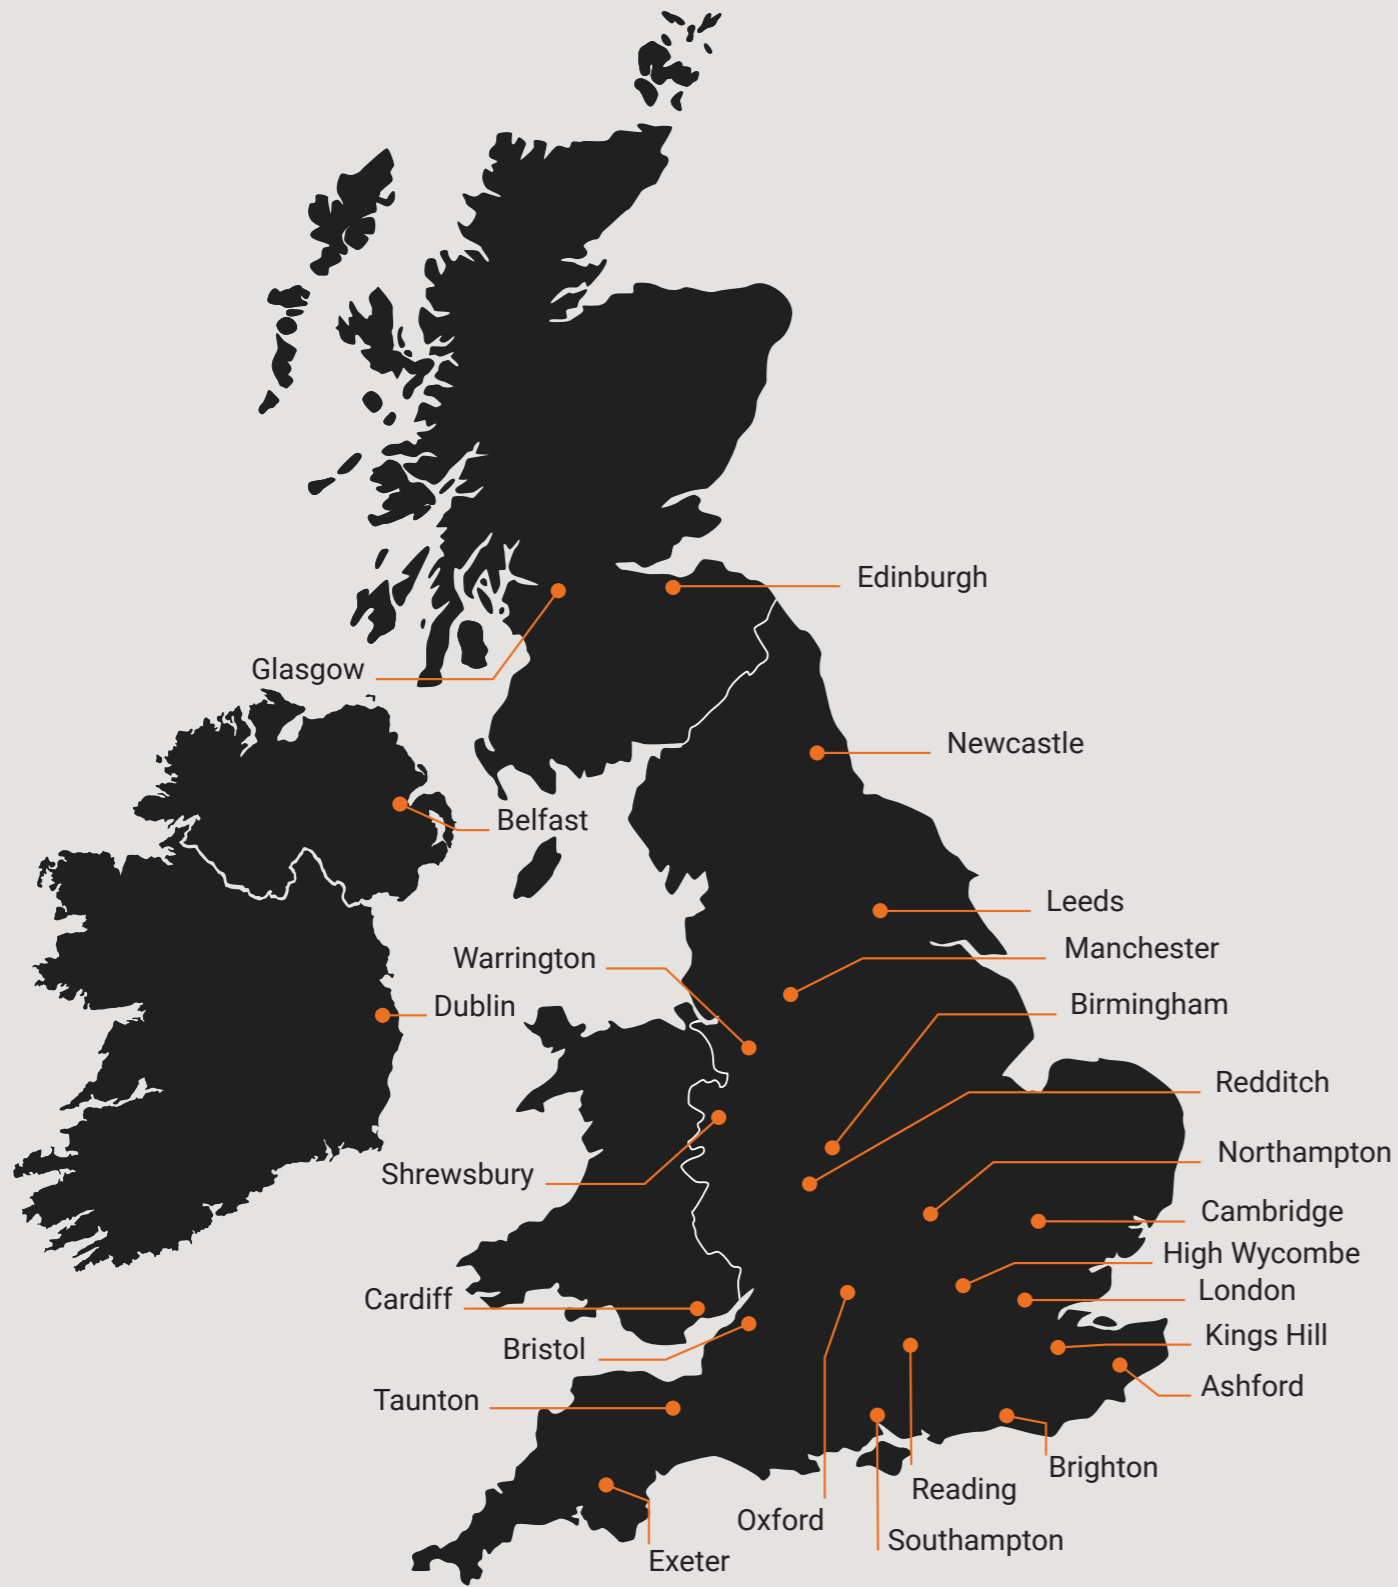 Edinburgh
Glasgow
Newcastle
Belfast
Leeds
Manchester
Warrington
Birmingham
Dublin
Redditch
Northampton
Shrewsbury
Cambridge
High Wycombe
London
Cardiff
Kings Hill
Bristol
Ashford
Taunton
Brighton
Reading
Oxford
Southampton
Exeter